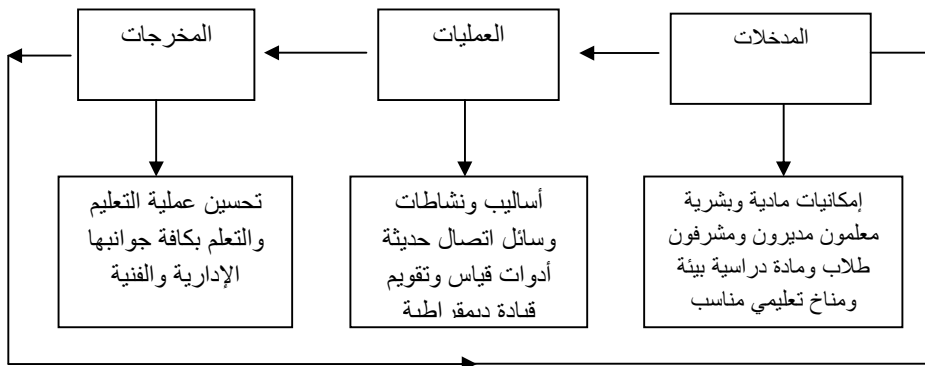 المدخلات
العمليات
المخرجات
إمكانيات مادية وبشرية
معلمون مديرون ومشرفون
طلاب ومادة دراسية بيئة
ومناخ تعليمي مناسب
أساليب ونشاطات
وسائل اتصال حديثة
أدوات قياس وتقويم
قيادة ديمقراطية
تحسين عملية التعليم
والتعلم بكافة جوانبها
الإدارية والفنية